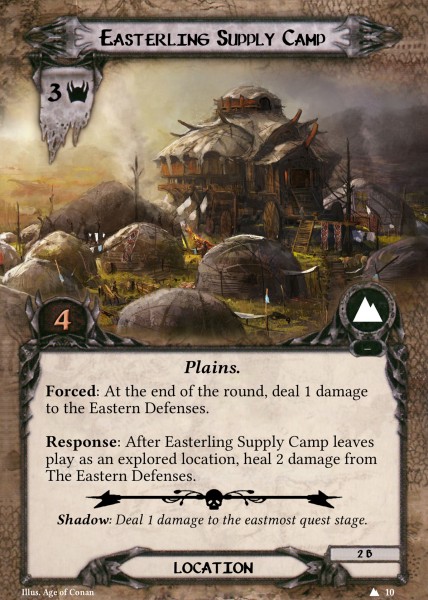 Easterling Supply Camp
3
4
Plains.
Forced: At the end of the round, deal 1 damage
to the Eastern Defenses.
Response: After Easterling Supply Camp leaves
play as an explored location, heal 2 damage from
The Eastern Defenses.
Shadow: Deal 1 damage to the eastmost quest stage.
2 B
LOCATION
Illus. Age of Conan
10